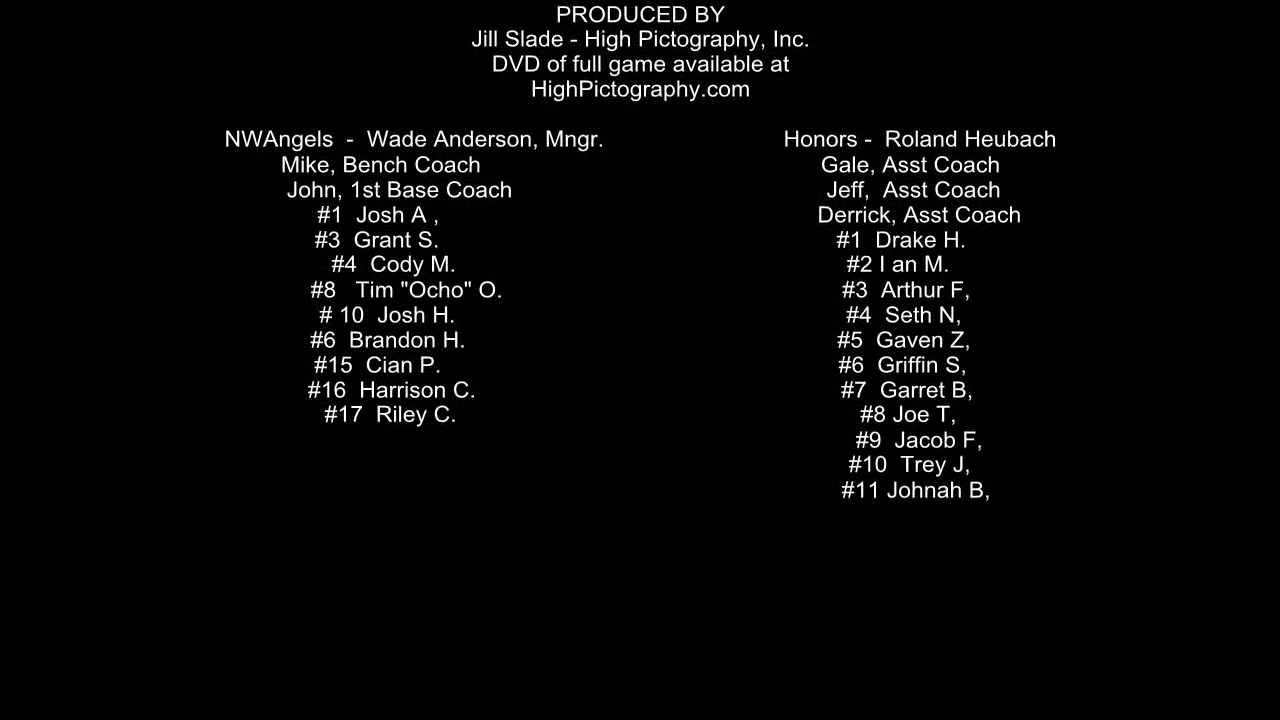 PRODUCED BY
Jill Slade - High Pictography, Inc.
DVD of full game available at
HighPictography.com
NWAngels - Wade Anderson, Mngr.
Mike, Bench Coach
John, 1st Base Coach
#1 Josh A ,
#3 Grant S.
#4 Cody M.
#8 Tim "Ocho" O.
# 10 Josh H.
#6 Brandon H.
#15 Cian P.
#16 Harrison C.
#17 Riley C.
Honors - Roland Heubach
Gale, Asst Coach
Jeff, Asst Coach
Derrick, Asst Coach
#1 Drake H.
#2 I an M.
#3 Arthur F,
#4 Seth N,
#5 Gaven Z,
#6 Griffin S,
#7 Garret B,
#8 Joe T,
#9 Jacob F,
#10 Trey J,
#11 Johnah B,